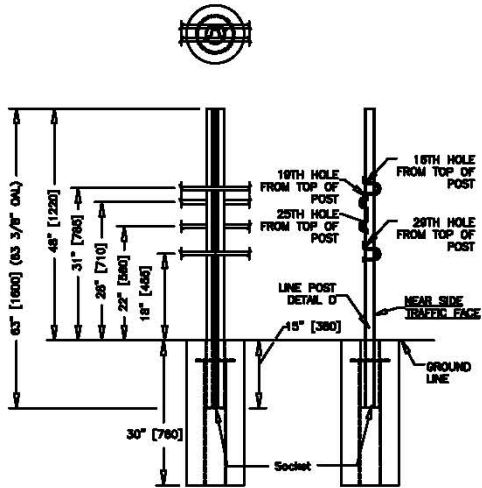 63" [1600] (63 3/8" OAL)
48" [1220]
31" [785]
28" [710]
22" [560]
18" [455]
19TH HOLE
FROM TOP OF
POST
25TH HOLE
FROM TOP OF
POST
16TH HOLE
FROM TOP OF
POST
29TH HOLE
FROM TOP OF
POST
LINE POST
DETAIL D
15" [380]
NEAR SIDE
TRAFFIC FACE
GROUND
LINE
30" [760]
Socket